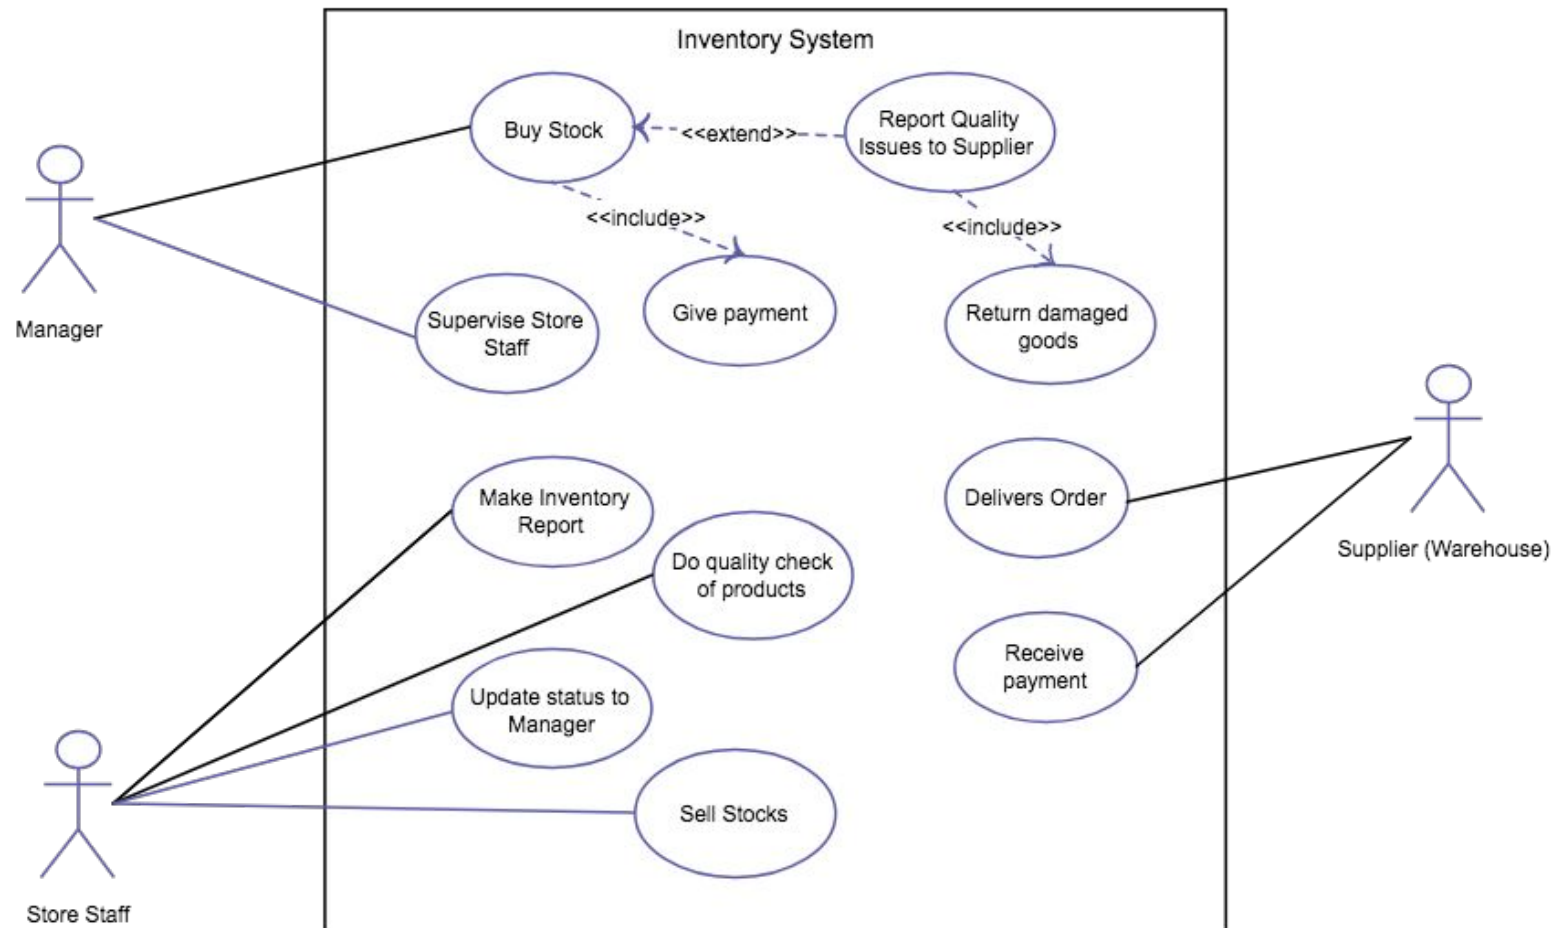 Inventory System
Buy Stock
<<extend>>
Report Quality
Issues to Supplier
<<include>>
<<include>>
Manager
Supervise Store
Staff
Give payment
Return damaged
goods
Make Inventory
Report
Delivers Order
Supplier (Warehouse)
Do quality check
of products
Receive
payment
Update status to
Manager
Sell Stocks
Store Staff